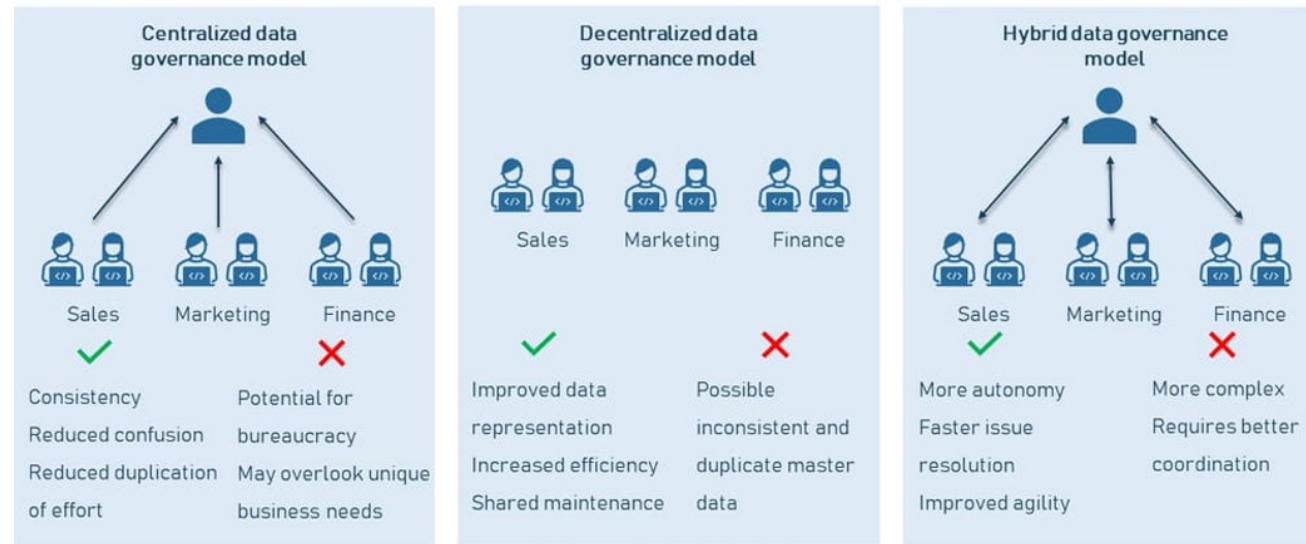 Centralized data
governance model
</>
</>
</>
</>
</>
</>
Sales
Marketing
Finance
Consistency
Reduced confusion
Reduced duplication
of effort
Potential for
bureaucracy
May overlook unique
business needs
Decentralized data
governance model
</>
</>
</>
</>
</>
</>
Sales
Marketing
Finance
Improved data
representation
Increased efficiency
Shared maintenance
Possible
inconsistent and
duplicate master
data
Hybrid data governance
model
</>
</>
</>
</>
</>
</>
Sales
Marketing
Finance
More autonomy
Faster issue
resolution
Improved agility
More complex
Requires better
coordination